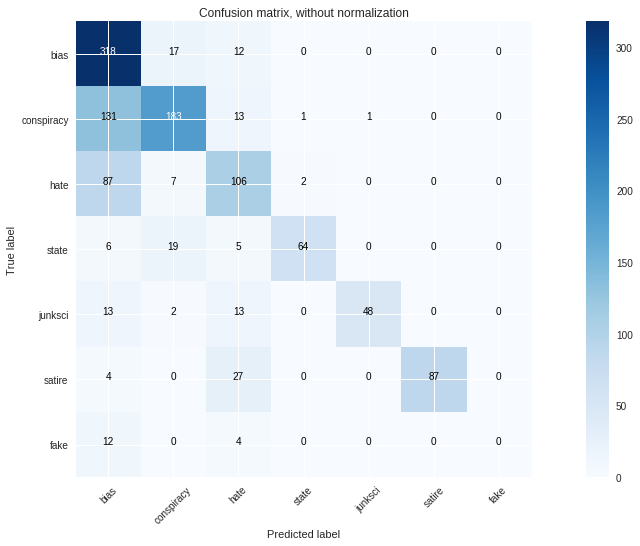 Confusion matrix, without normalization
True label
bias 318 17 12 0 0 0 0
conspiracy 131 183 13 1 1 0 0
hate 87 7 106 2 0 0 0
state 6 19 5 64 0 0 0
junksci 13 2 13 0 48 0 0
satire 4 0 27 0 0 87 0
fake 12 0 4 0 0 0 0
bias conspiracy hate state junksci satire fake
Predicted label
300
250
200
150
100
50
0